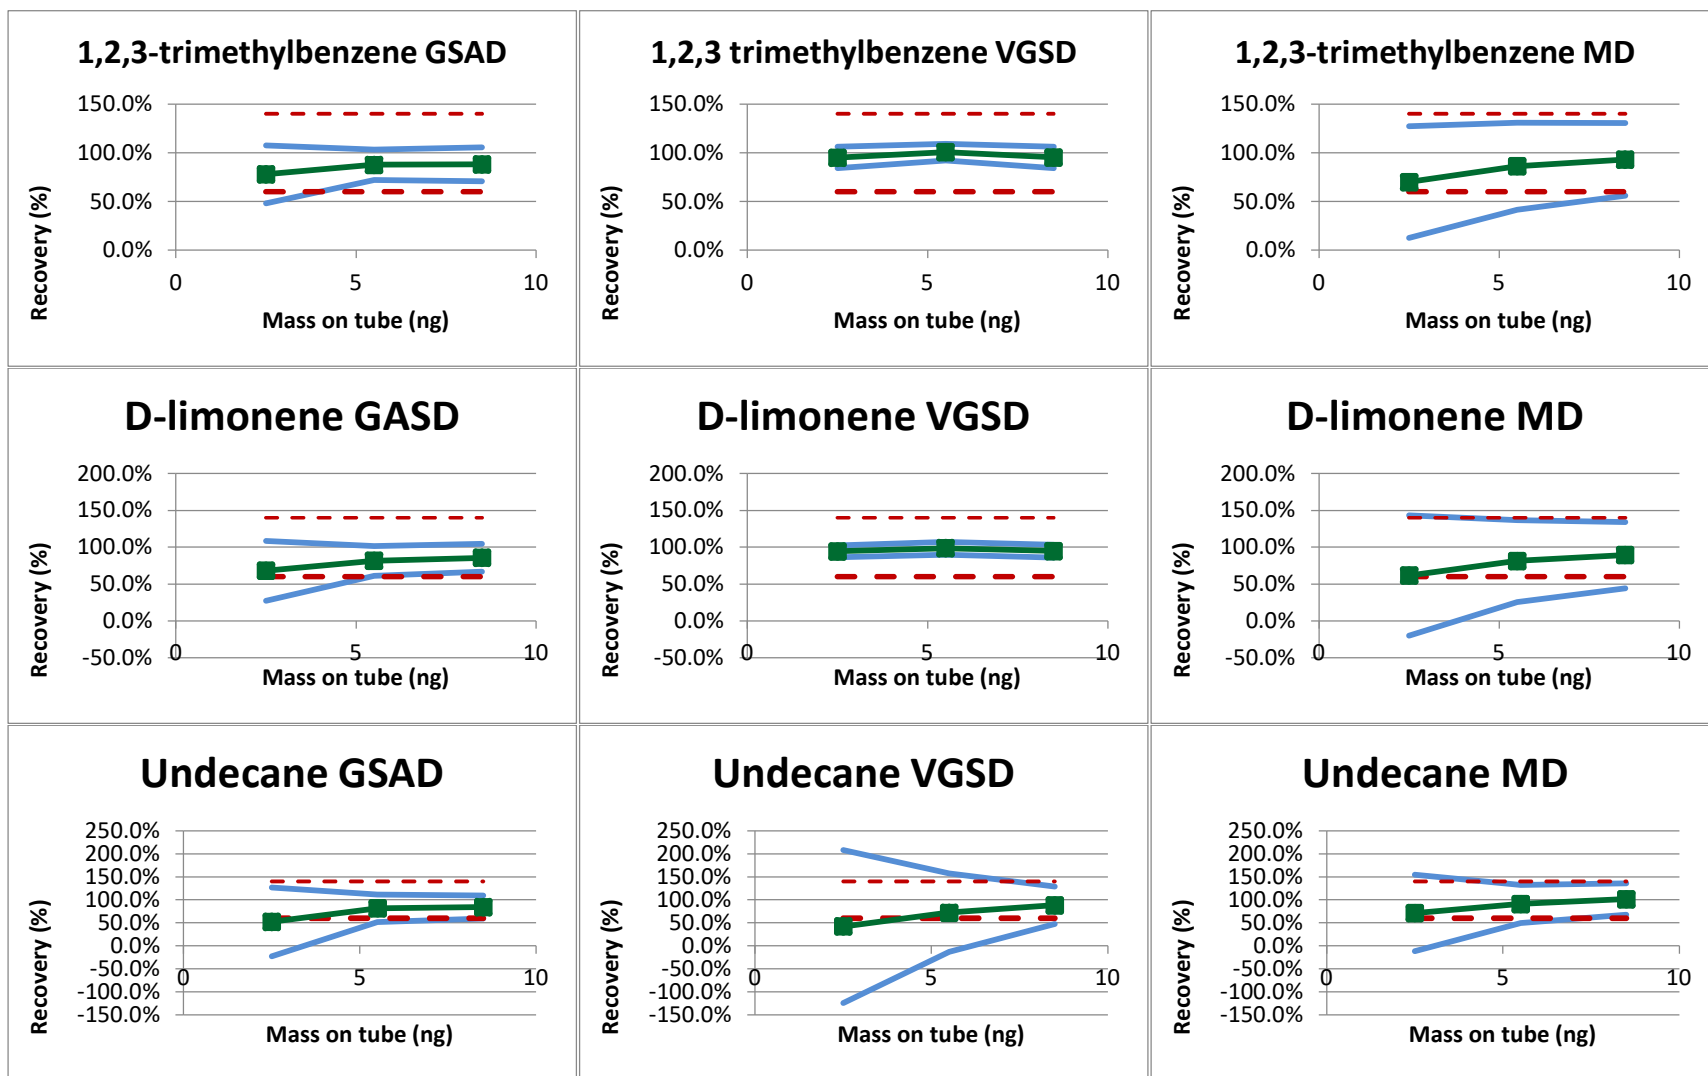 1,2,3-trimethylbenzene GSAD
150.0%
100.0%
50.0%
0.0%
0 5 10
Recovery (%)
Mass on tube (ng)
1,2,3 trimethylbenzene VGSD
150.0%
100.0%
50.0%
0.0%
0 5 10
Recovery (%)
Mass on tube (ng)
1,2,3-trimethylbenzene MD
150.0%
100.0%
50.0%
0.0%
0 5 10
Recovery (%)
Mass on tube (ng)
D-limonene GASD
200.0%
150.0%
100.0%
50.0%
0.0%
-50.0%
0 5 10
Recovery (%)
Mass on tube (ng)
D-limonene VGSD
200.0%
150.0%
100.0%
50.0%
0.0%
-50.0%
0 5 10
Recovery (%)
Mass on tube (ng)
D-limonene MD
200.0%
150.0%
100.0%
50.0%
0.0%
-50.0%
0 5 10
Recovery (%)
Mass on tube (ng)
Undecane GSAD
250.0%
200.0%
150.0%
100.0%
50.0%
0.0%
-50.0%
-100.0%
-150.0%
0 5 10
Recovery (%)
Mass on tube (ng)
Undecane VGSD
250.0%
200.0%
150.0%
100.0%
50.0%
0.0%
-50.0%
-100.0%
-150.0%
0 5 10
Recovery (%)
Mass on tube (ng)
Undecane MD
250.0%
200.0%
150.0%
100.0%
50.0%
0.0%
-50.0%
-100.0%
-150.0%
0 5 10
Recovery (%)
Mass on tube (ng)